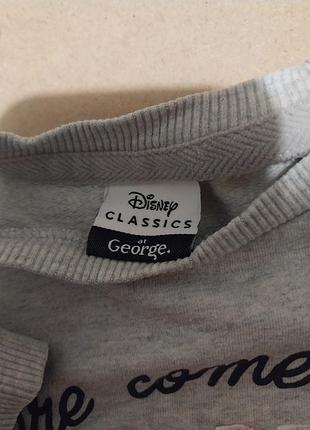 Disney
CLASSICS
at
George.
come